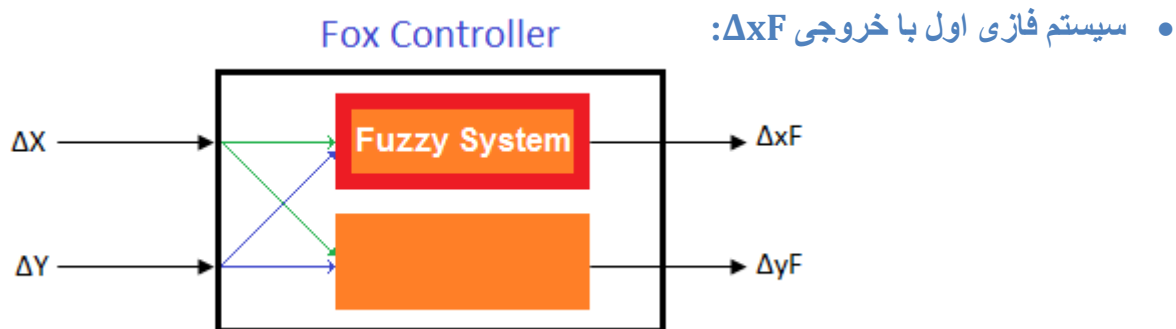 • سیستم فازی اول با خروجی ΔxF:
Fox Controller
ΔX
Fuzzy System
ΔxF
ΔY
ΔyF